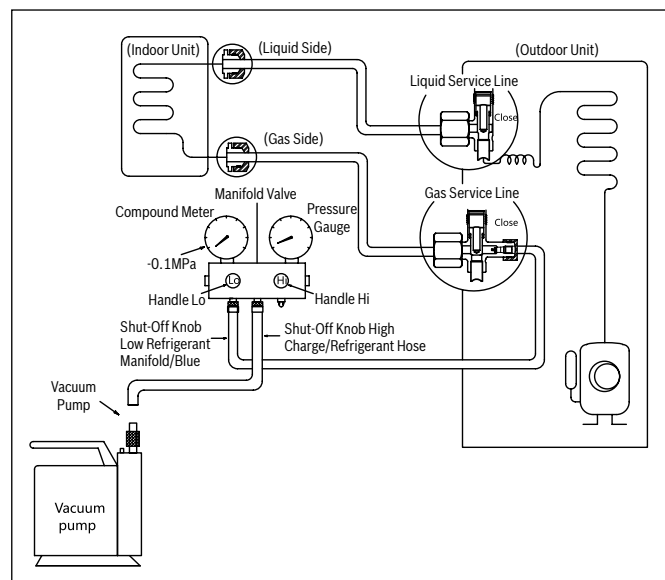 (Indoor Unit)
(Liquid Side)
(Outdoor Unit)
Liquid Service Line
Close
(Gas Side)
Gas Service Line
Close
Manifold Valve
Compound Meter
Pressure
Gauge
-0.1MPa
Lo
Hi
Handle Lo
Handle Hi
Shut-Off Knob
Low Refrigerant
Manifold/Blue
Shut-Off Knob High
Charge/Refrigerant Hose
Vacuum
Pump
Vacuum
pump